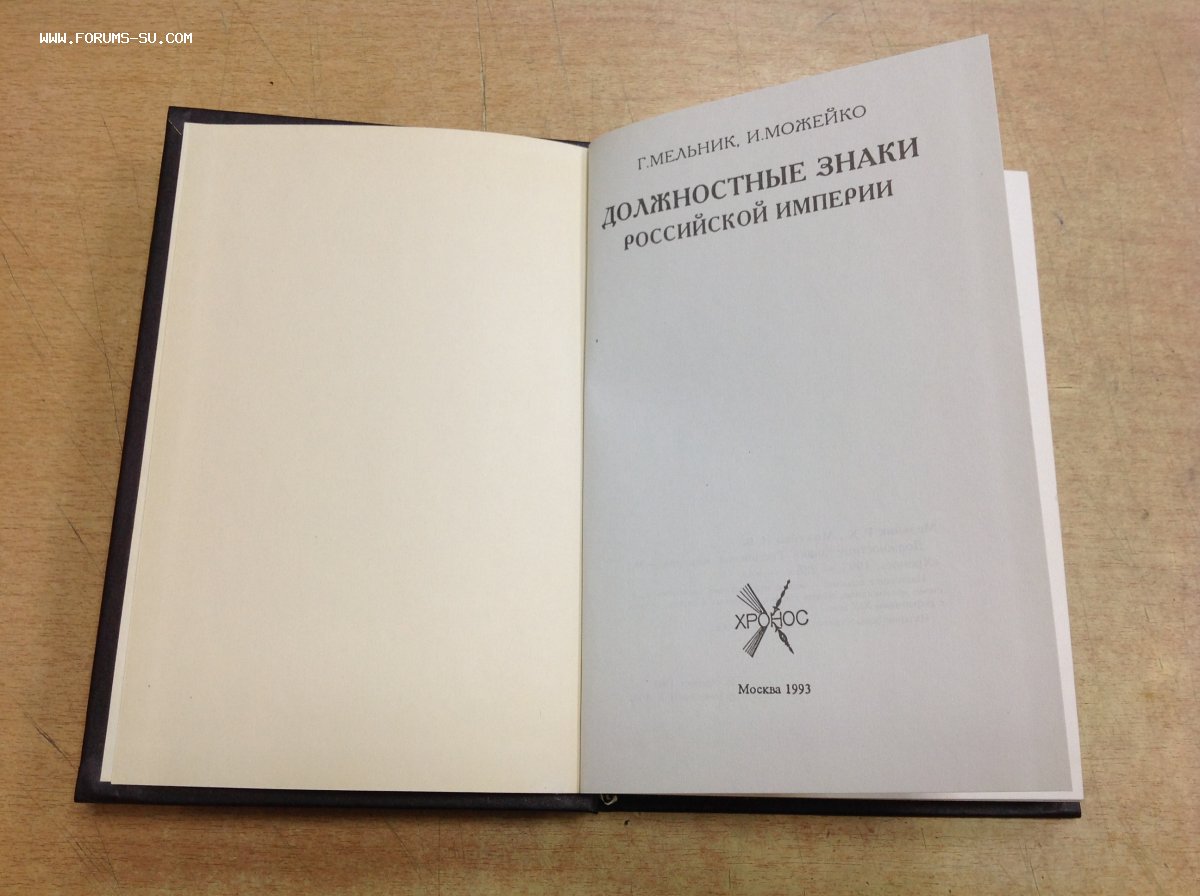 WWW.FORUMS-SU.COM
Г.МЕЛЬНИК, И.МОЖЕЙКО
ДОЛЖНОСТНЫЕ ЗНАКИ
РОССИЙСКОЙ ИМПЕРИИ
ХРОНОС
Москва 1993